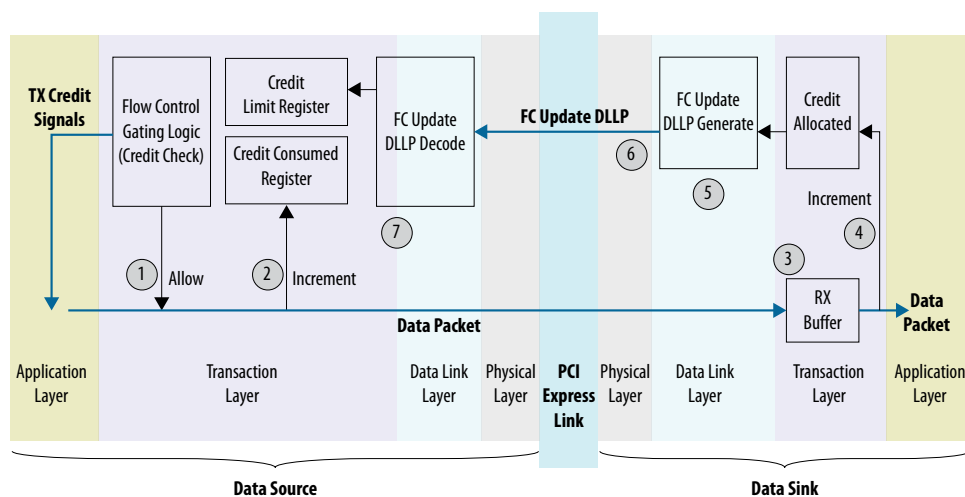 TX Credit
Signals
Flow Control
Gating Logic
(Credit Check)
Credit
Limit Register
Credit Consumed
Register
FC Update
DLLP Decode
FC Update DLLP
FC Update
DLLP Generate
Credit
Allocated
6
5
7
Increment
4
3
1
Allow
2
Increment
RX
Buffer
Data
Packet
Data Packet
Application
Layer
Transaction
Layer
Data Link
Layer
Physical
Layer
PCI
Express
Link
Physical
Layer
Data Link
Layer
Transaction
Layer
Application
Layer
Data Source
Data Sink